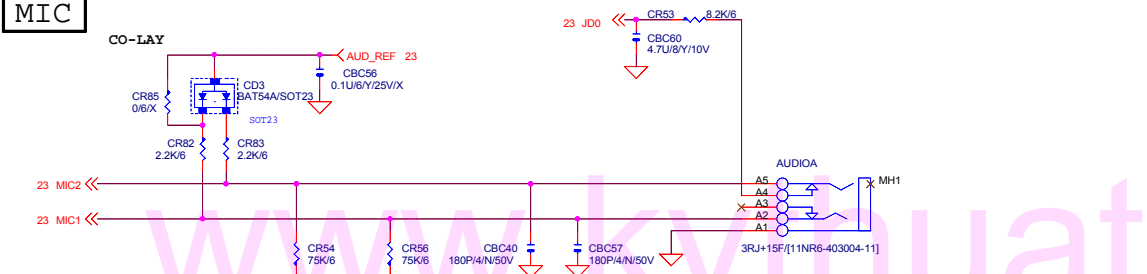 MIC
CO-LAY
23 JD0
CR53
8.2K/6
CBC60
4.7U/8/Y/10V
AUD_REF 23
CBC56
0.1U/6/Y/25V/X
CR85
0/6/X
CD3
BAT54A/SOT23
SOT23
CR82
2.2K/6
CR83
2.2K/6
AUDIOA
23 MIC2
A5
MH1
A4
A3
23 MIC1
A2
A1
CR54
75K/6
CR56
75K/6
CBC40
180P/4/N/50V
CBC57
180P/4/N/50V
3RJ+15F/[11NR6-403004-11]